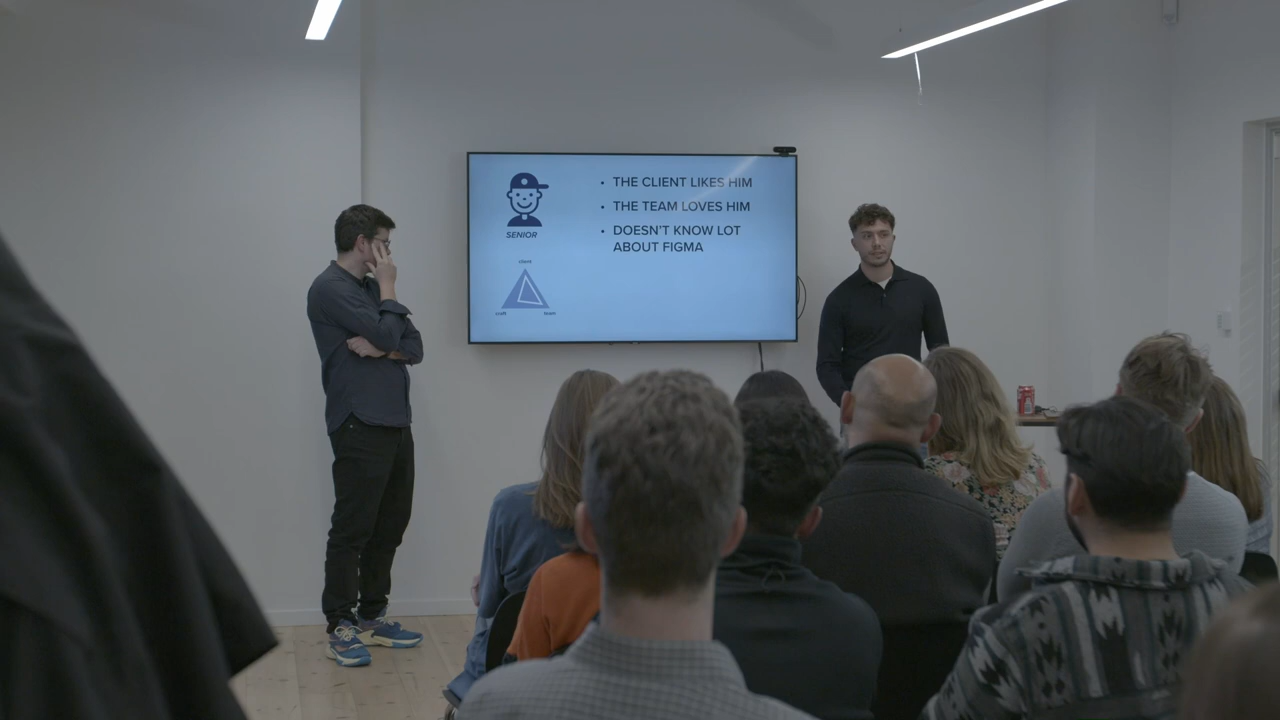 • THE CLIENT LIKES HIM
• THE TEAM LOVES HIM
• DOESN'T KNOW LOT
ABOUT FIGMA
SENIOR
client
craft
team